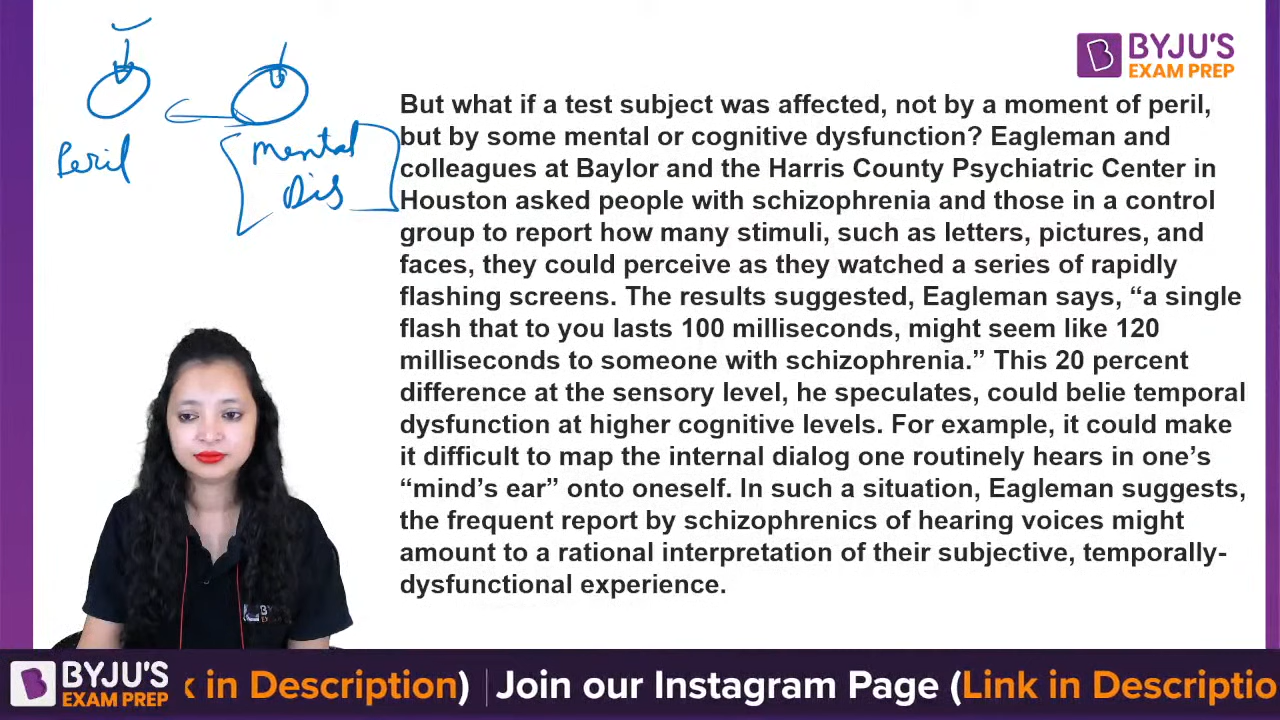 BYJU'S
EXAM PREP
Peril
Mental
Dis
But what if a test subject was affected, not by a moment of peril,
but by some mental or cognitive dysfunction? Eagleman and
colleagues at Baylor and the Harris County Psychiatric Center in
Houston asked people with schizophrenia and those in a control
group to report how many stimuli, such as letters, pictures, and
faces, they could perceive as they watched a series of rapidly
flashing screens. The results suggested, Eagleman says, “a single
flash that to you lasts 100 milliseconds, might seem like 120
milliseconds to someone with schizophrenia.” This 20 percent
difference at the sensory level, he speculates, could belie temporal
dysfunction at higher cognitive levels. For example, it could make
it difficult to map the internal dialog one routinely hears in one’s
“mind’s ear” onto oneself. In such a situation, Eagleman suggests,
the frequent report by schizophrenics of hearing voices might
amount to a rational interpretation of their subjective, temporally-
dysfunctional experience.
BYJU'S
EXAM PREP
k in Description) | Join our Instagram Page (Link in Descriptio